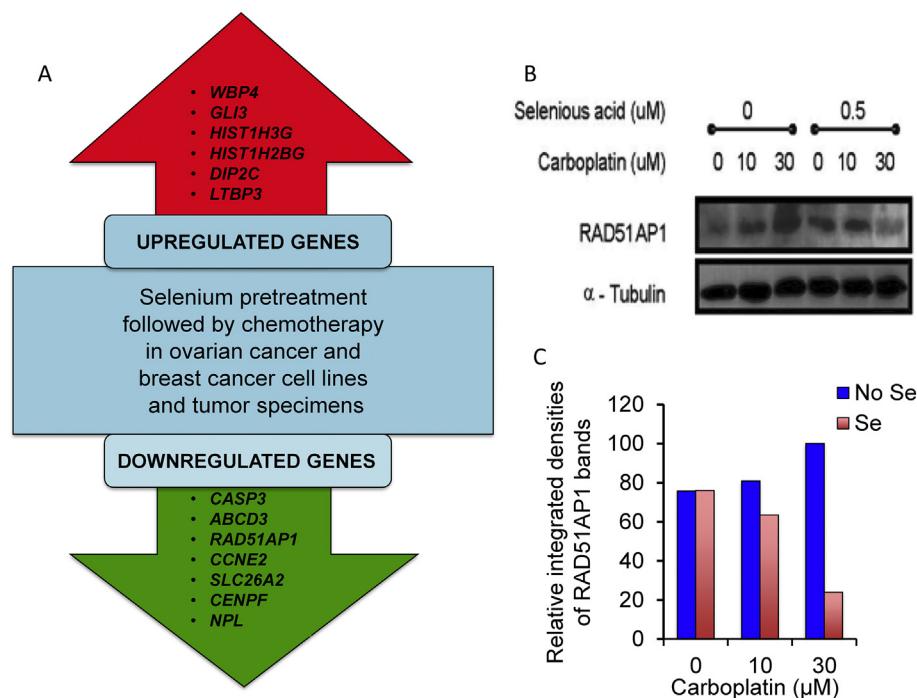 A
• WBP4
• GLI3
• HIST1H3G
• HIST1H2BG
• DIP2C
• LTBP3
UPREGULATED GENES
Selenium pretreatment
followed by chemotherapy
in ovarian cancer and
breast cancer cell lines
and tumor specimens
DOWNREGULATED GENES
• CASP3
• ABCD3
• RAD51AP1
• CCNE2
• SLC26A2
• CENPF
• NPL
B
Selenious acid (uM) 0 0.5
Carboplatin (uM) 0 10 30 0 10 30
RAD51AP1
α - Tubulin
C
No Se
Se
Relative integrated densities
of RAD51AP1 bands
120
100
80
60
40
20
0
0 10 30
Carboplatin (μM)